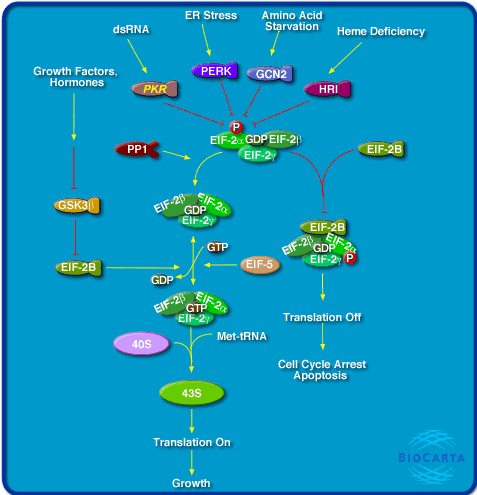 ER Stress
Amino Acid
Starvation
dsRNA
Heme Deficiency
Growth Factors,
Hormones
PERK
GCN2
PKR
HRI
P
EIF-2α GDP EIF-2β
EIF-2γ
PP1
EIF-2B
GSK3β
EIF-2β EIF-2α
GDP
EIF-2γ
EIF-2B
EIF-2β EIF-2α
GDP
EIF-2γ P
GTP
EIF-2B
EIF-5
GDP
EIF-2β EIF-2α
GTP
EIF-2γ
Translation Off
Met-tRNA
40S
Cell Cycle Arrest
Apoptosis
43S
Translation On
Growth
BIOCARTA